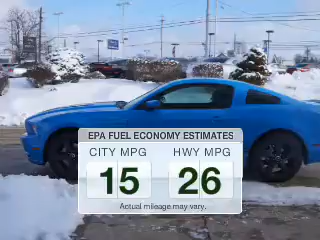 EPA FUEL ECONOMY ESTIMATES
CITY MPG HWY MPG
15 26
Actual mileage may vary.